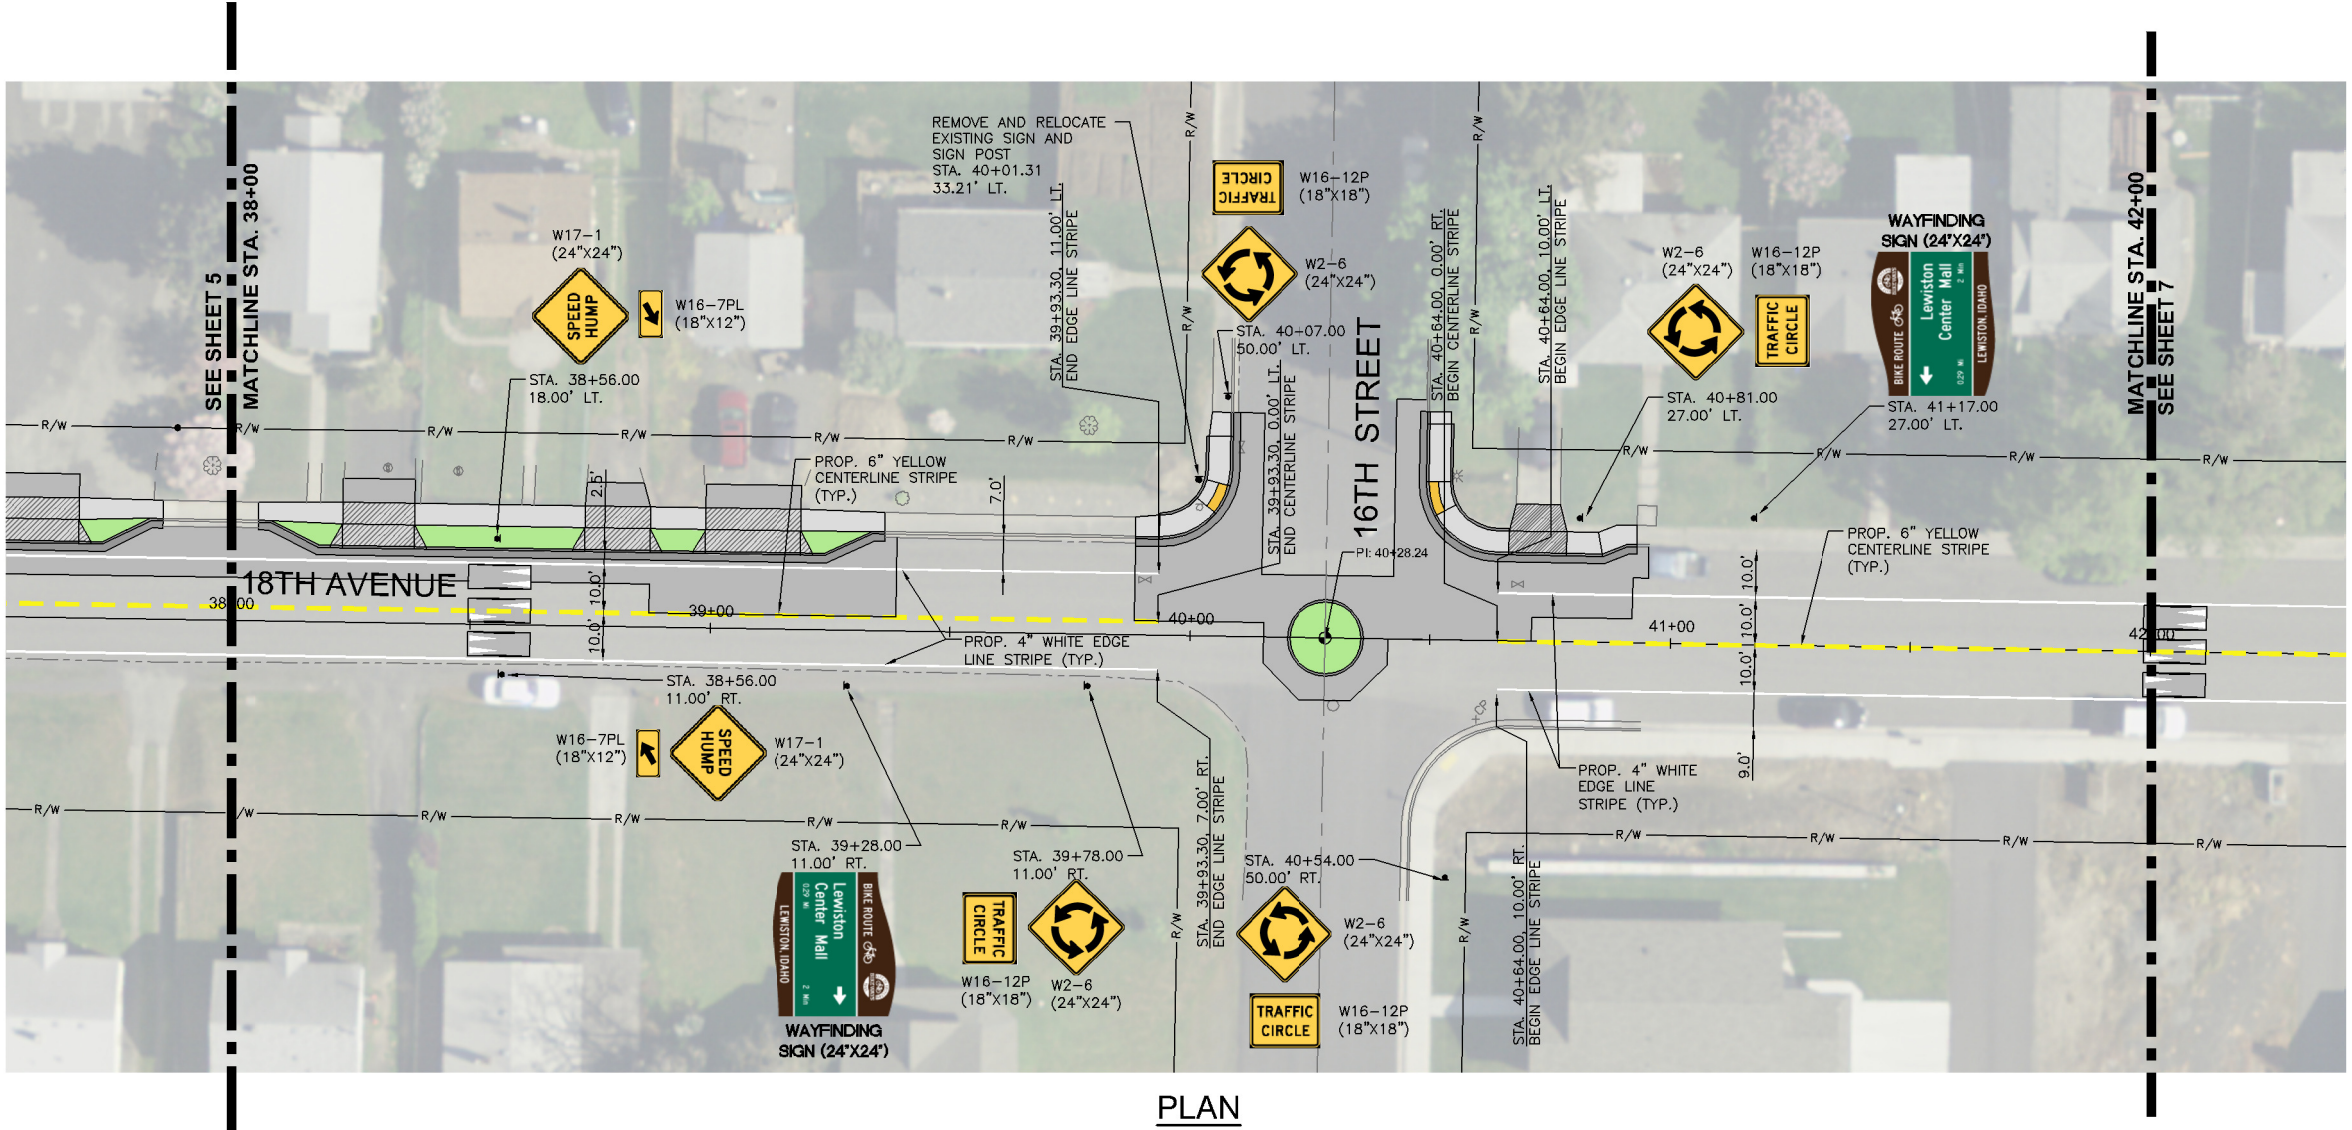 SEE SHEET 5
MATCHLINE STA. 38+00
W17-1
(24"X24")
SPEED
HUMP
W16-7PL
(18"X12")
STA. 38+56.00
18.00' LT.
REMOVE AND RELOCATE
EXISTING SIGN AND
SIGN POST
STA. 40+01.31
33.21' LT.
STA. 39+93.30, 11.00' LT.
END EDGE LINE STRIPE
TRAFFIC
CIRCLE
W16-12P
(18"X18")
W2-6
(24"X24")
STA. 40+07.00
50.00' LT.
STA. 39+93.30, 0.00' LT.
END CENTERLINE STRIPE
16TH STREET
STA. 40+64.00, 0.00' RT.
BEGIN CENTERLINE STRIPE
STA. 40+64.00, 10.00' LT.
BEGIN EDGE LINE STRIPE
W2-6
(24"X24")
W16-12P
(18"X18")
TRAFFIC
CIRCLE
STA. 40+81.00
27.00' LT.
WAYFINDING
SIGN (24"X24")
BIKE ROUTE
Lewiston
Center Mall
0.29 Mi
2 Min
LEWISTON, IDAHO
STA. 41+17.00
27.00' LT.
MATCHLINE STA. 42+00
SEE SHEET 7
R/W
R/W
R/W
R/W
R/W
R/W
R/W
R/W
R/W
R/W
R/W
R/W
R/W
PROP. 6" YELLOW
CENTERLINE STRIPE
(TYP.)
2.5'
7.0'
10.0'
10.0'
18TH AVENUE
38+00
39+00
40+00
41+00
42+00
PI: 40+28.24
PROP. 6" YELLOW
CENTERLINE STRIPE
(TYP.)
10.0'
10.0'
10.0'
9.0'
PROP. 4" WHITE EDGE
LINE STRIPE (TYP.)
STA. 38+56.00
11.00' RT.
W16-7PL
(18"X12")
SPEED
HUMP
W17-1
(24"X24")
PROP. 4" WHITE
EDGE LINE
STRIPE (TYP.)
R/W
R/W
R/W
R/W
R/W
R/W
R/W
R/W
R/W
R/W
R/W
R/W
STA. 39+28.00
11.00' RT.
BIKE ROUTE
Lewiston
Center Mall
0.29 Mi
2 Min
LEWISTON, IDAHO
WAYFINDING
SIGN (24"X24")
STA. 39+78.00
11.00' RT.
TRAFFIC
CIRCLE
W16-12P
(18"X18")
W2-6
(24"X24")
STA. 39+93.30, 7.00' RT.
END EDGE LINE STRIPE
STA. 40+54.00
50.00' RT.
W2-6
(24"X24")
TRAFFIC
CIRCLE
W16-12P
(18"X18")
STA. 40+64.00, 10.00' RT.
BEGIN EDGE LINE STRIPE
PLAN